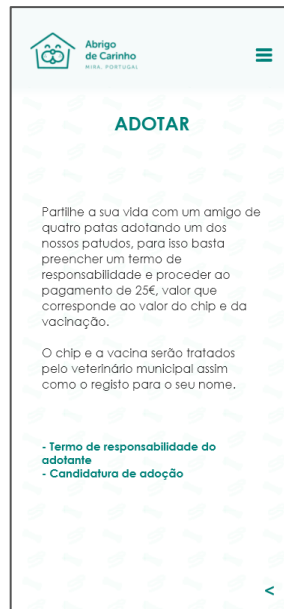 Abrigo
de Carinho
MIRA, PORTUGAL
ADOTAR
Partilhe a sua vida com um amigo de
quatro patas adotando um dos
nossos patudos, para isso basta
preencher um termo de
responsabilidade e proceder ao
pagamento de 25€, valor que
corresponde ao valor do chip e da
vacinação.
O chip e a vacina serão tratados
pelo veterinário municipal assim
como o registo para o seu nome.
- Termo de responsabilidade do
adotante
- Candidatura de adoção
<